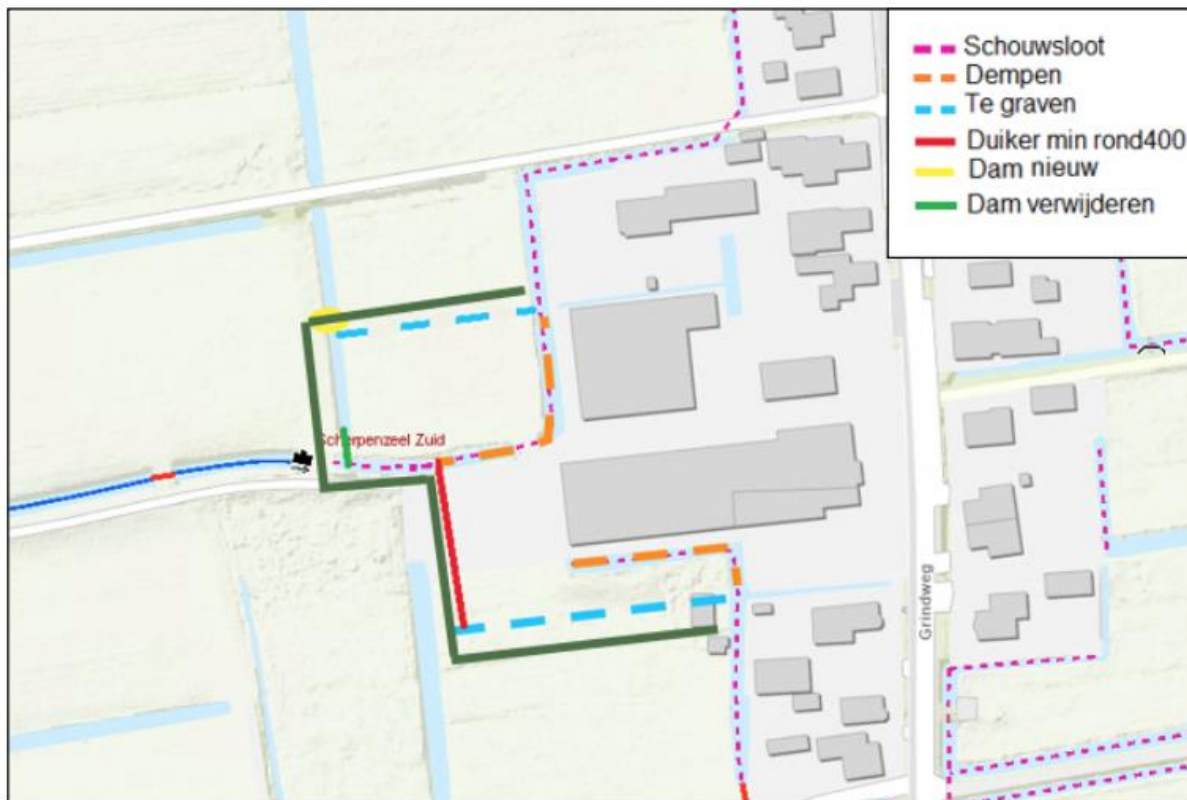 Schouwsloot
Dempen
Te graven
Duiker min rond400
Dam nieuw
Dam verwijderen
Scherpenzeel Zuid
Grindweg